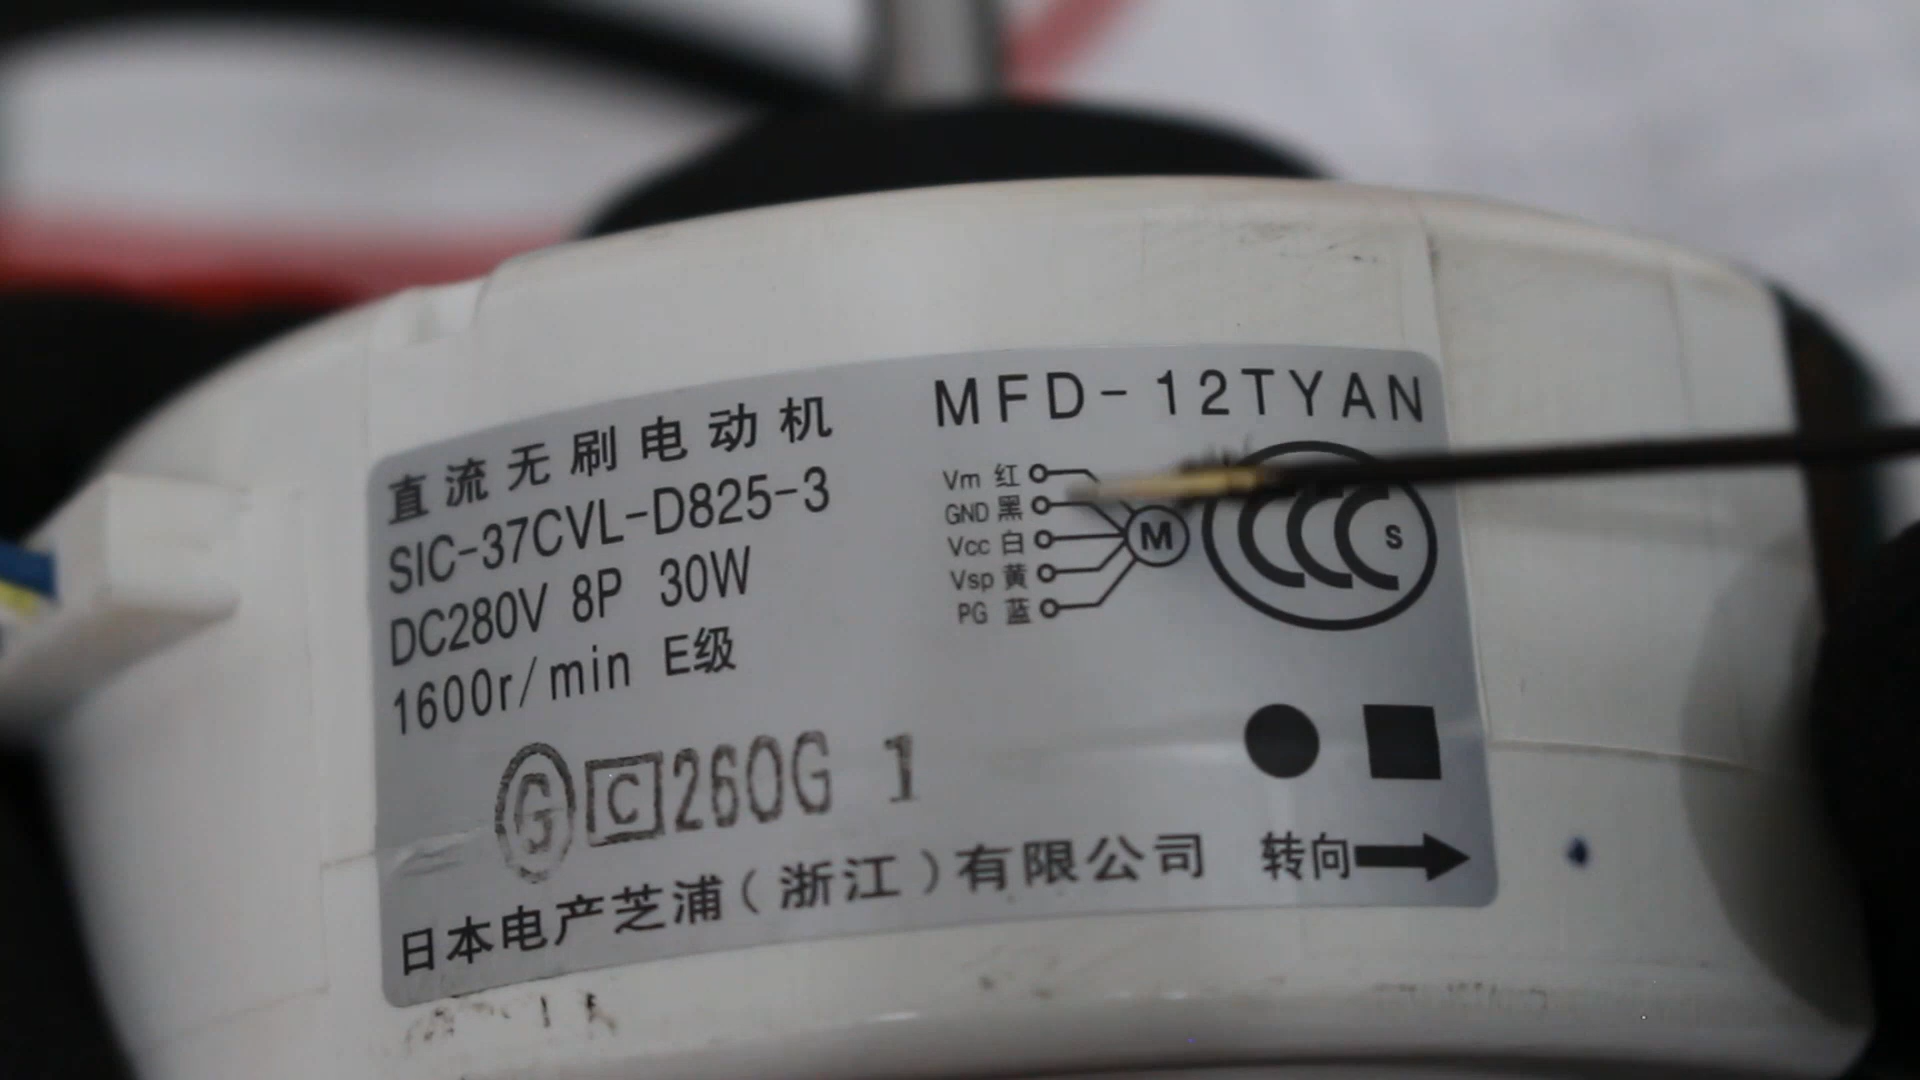 直流无刷电动机
SIC-37CVL-D825-3
DC280V 8P 30W
1600r/min E级
MFD-12TYAN
Vm 红
GND 黑
Vcc 白
Vsp 黄
PG 蓝
M
CCC S
G C 260G 1
日本电产芝浦(浙江)有限公司
转向